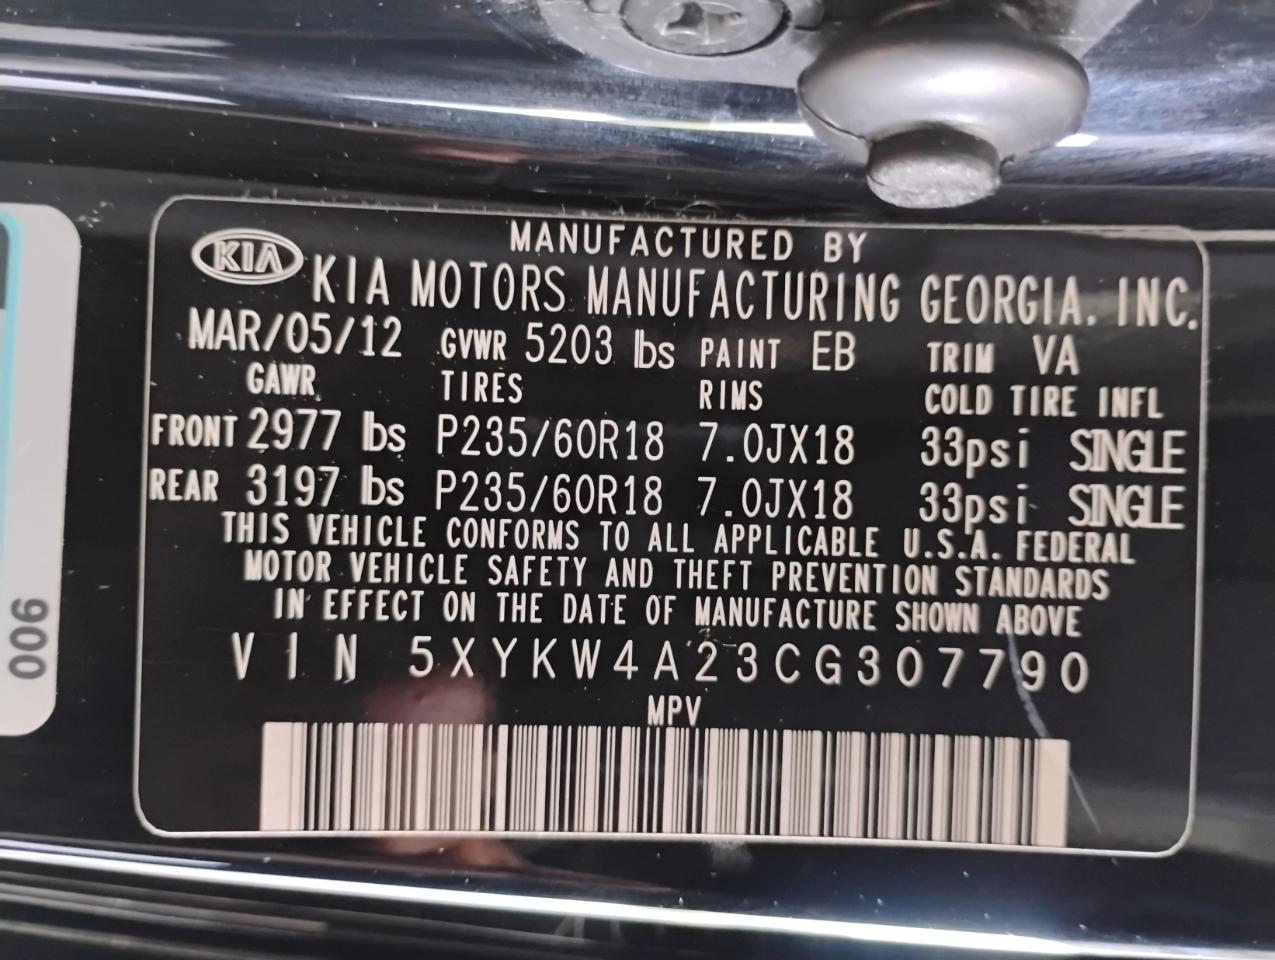 MANUFACTURED BY
KIA KIA MOTORS MANUFACTURING GEORGIA, INC.
MAR/05/12 GVWR 5203 lbs PAINT EB TRIM VA
GAWR TIRES RIMS COLD TIRE INFL
FRONT 2977 lbs P235/60R18 7.0JX18 33psi SINGLE
REAR 3197 lbs P235/60R18 7.0JX18 33psi SINGLE
THIS VEHICLE CONFORMS TO ALL APPLICABLE U.S.A. FEDERAL
MOTOR VEHICLE SAFETY AND THEFT PREVENTION STANDARDS
IN EFFECT ON THE DATE OF MANUFACTURE SHOWN ABOVE
VIN 5XYKW4A23CG307790
MPV
006